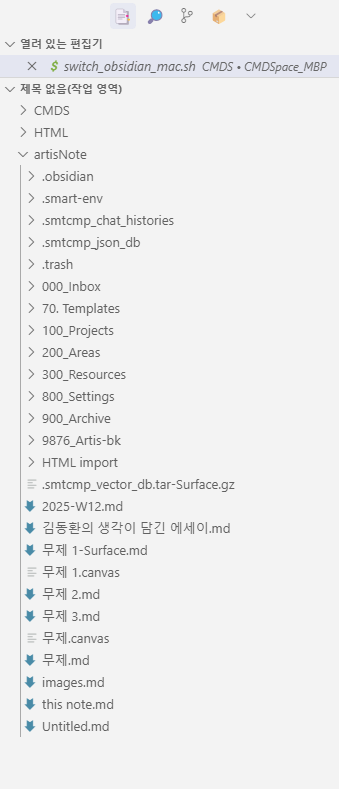 열려 있는 편집기
$ switch_obsidian_mac.sh CMDS • CMDSpace_MBP
제목 없음(작업 영역)
CMDS
HTML
artisNote
.obsidian
.smart-env
.smtcmp_chat_histories
.smtcmp_json_db
.trash
000_Inbox
70. Templates
100_Projects
200_Areas
300_Resources
800_Settings
900_Archive
9876_Artis-bk
HTML import
.smtcmp_vector_db.tar-Surface.gz
2025-W12.md
김동환의 생각이 담긴 에세이.md
무제 1-Surface.md
무제 1.canvas
무제 2.md
무제 3.md
무제.canvas
무제.md
images.md
this note.md
Untitled.md